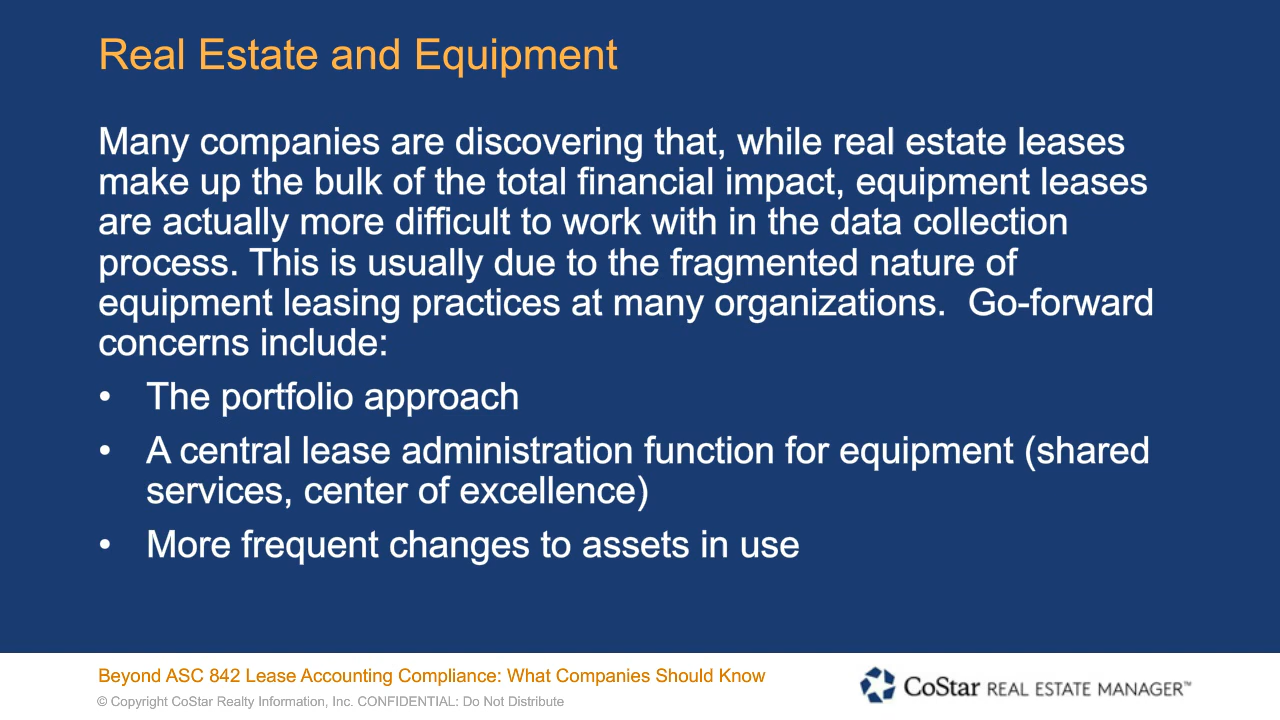 Real Estate and Equipment
Many companies are discovering that, while real estate leases
make up the bulk of the total financial impact, equipment leases
are actually more difficult to work with in the data collection
process. This is usually due to the fragmented nature of
equipment leasing practices at many organizations.  Go-forward
concerns include:
• The portfolio approach
• A central lease administration function for equipment (shared
services, center of excellence)
• More frequent changes to assets in use
Beyond ASC 842 Lease Accounting Compliance: What Companies Should Know
© Copyright CoStar Realty Information, Inc. CONFIDENTIAL: Do Not Distribute
CoStar REAL ESTATE MANAGER™